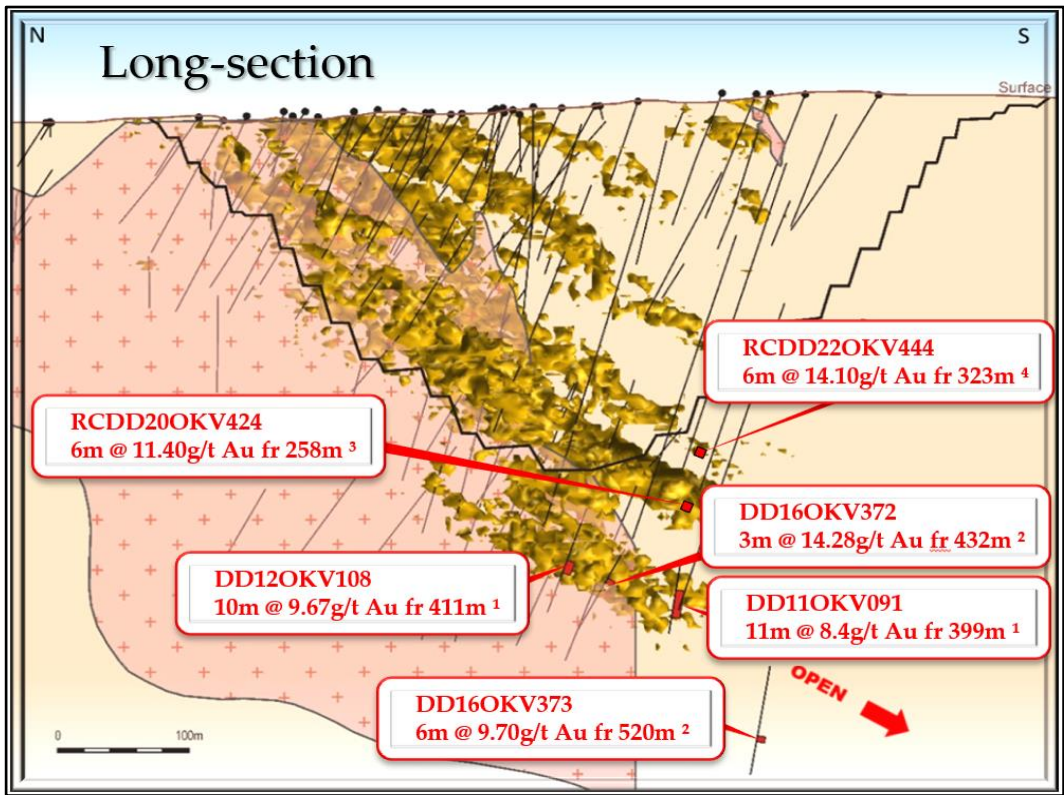 N
S
Long-section
Surface
RCDD22OKV444
6m @ 14.10g/t Au fr 323m ⁴
RCDD20OKV424
6m @ 11.40g/t Au fr 258m ³
DD16OKV372
3m @ 14.28g/t Au fr 432m ²
DD12OKV108
10m @ 9.67g/t Au fr 411m ¹
DD11OKV091
11m @ 8.4g/t Au fr 399m ¹
OPEN
DD16OKV373
6m @ 9.70g/t Au fr 520m ²
0 100m